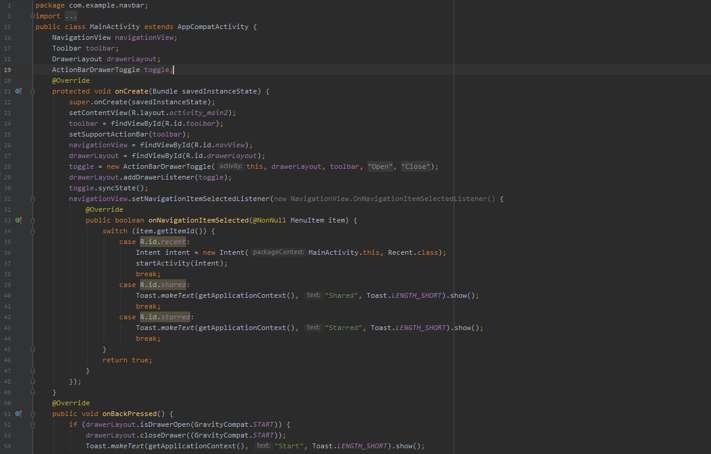 1 package com.example.navbar;
2 import ...
15 public class MainActivity extends AppCompatActivity {
16 NavigationView navigationView;
17 Toolbar toolbar;
18 DrawerLayout drawerLayout;
19 ActionBarDrawerToggle toggle;
20 @Override
21 protected void onCreate(Bundle savedInstanceState) {
22 super.onCreate(savedInstanceState);
23 setContentView(R.layout.activity_main2);
24 toolbar = findViewById(R.id.toolbar);
25 setSupportActionBar(toolbar);
26 navigationView = findViewById(R.id.navView);
27 drawerLayout = findViewById(R.id.drawerLayout);
28 toggle = new ActionBarDrawerToggle( activity: this, drawerLayout, toolbar, "Open", "Close");
29 drawerLayout.addDrawerListener(toggle);
30 toggle.syncState();
31 navigationView.setNavigationItemSelectedListener(new NavigationView.OnNavigationItemSelectedListener() {
32 @Override
33 public boolean onNavigationItemSelected(@NonNull MenuItem item) {
34 switch (item.getItemId()) {
35 case R.id.recent:
36 Intent intent = new Intent( packageContext: MainActivity.this, Recent.class);
37 startActivity(intent);
38 break;
39 case R.id.shared:
40 Toast.makeText(getApplicationContext(), text: "Shared", Toast.LENGTH_SHORT).show();
41 break;
42 case R.id.starred:
43 Toast.makeText(getApplicationContext(), text: "Starred", Toast.LENGTH_SHORT).show();
44 break;
45 }
46 return true;
47 }
48 });
49 }
50 @Override
51 public void onBackPressed() {
52 if (drawerLayout.isDrawerOpen(GravityCompat.START)) {
53 drawerLayout.closeDrawer((GravityCompat.START));
54 Toast.makeText(getApplicationContext(), text: "Start", Toast.LENGTH_SHORT).show();